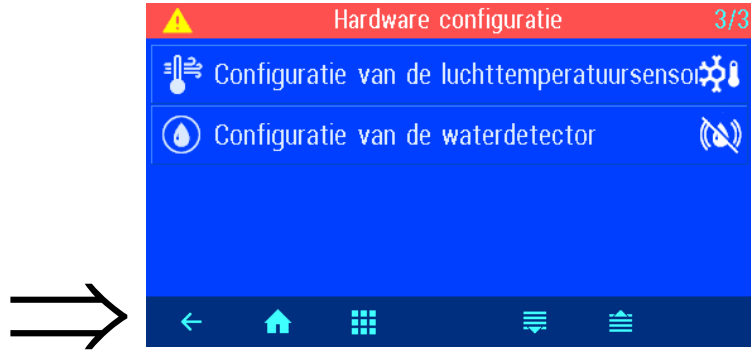 Hardware configuratie 3/3
Configuratie van de luchttemperatuursensor
Configuratie van de waterdetector